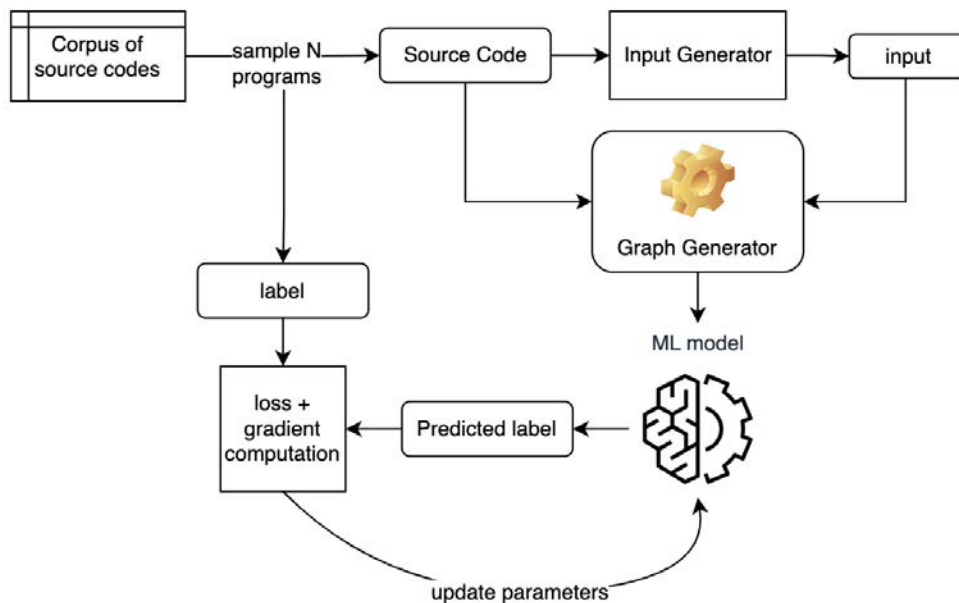 Corpus of
source codes
sample N
programs
Source Code
Input Generator
input
Graph Generator
label
ML model
loss +
gradient
computation
Predicted label
update parameters